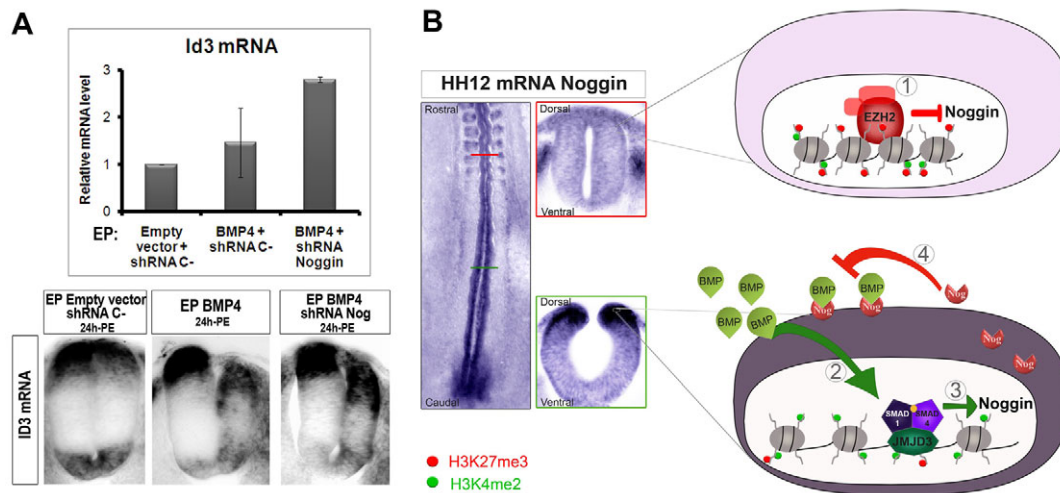 A
Id3 mRNA
Relative mRNA level
3
2
1
0
EP:
Empty vector + shRNA C-
BMP4 + shRNA C-
BMP4 + shRNA Noggin
EP Empty vector
shRNA C-
24h-PE
EP BMP4
24h-PE
EP BMP4
shRNA Nog
24h-PE
ID3 mRNA
B
HH12 mRNA Noggin
Rostral
Caudal
Dorsal
Ventral
Dorsal
Ventral
H3K27me3
H3K4me2
1
EZH2
Noggin
4
BMP
BMP
BMP
BMP
BMP
BMP
Nog
Nog
Nog
Nog
Nog
2
3
SMAD
1
SMAD
4
JMJD3
Noggin